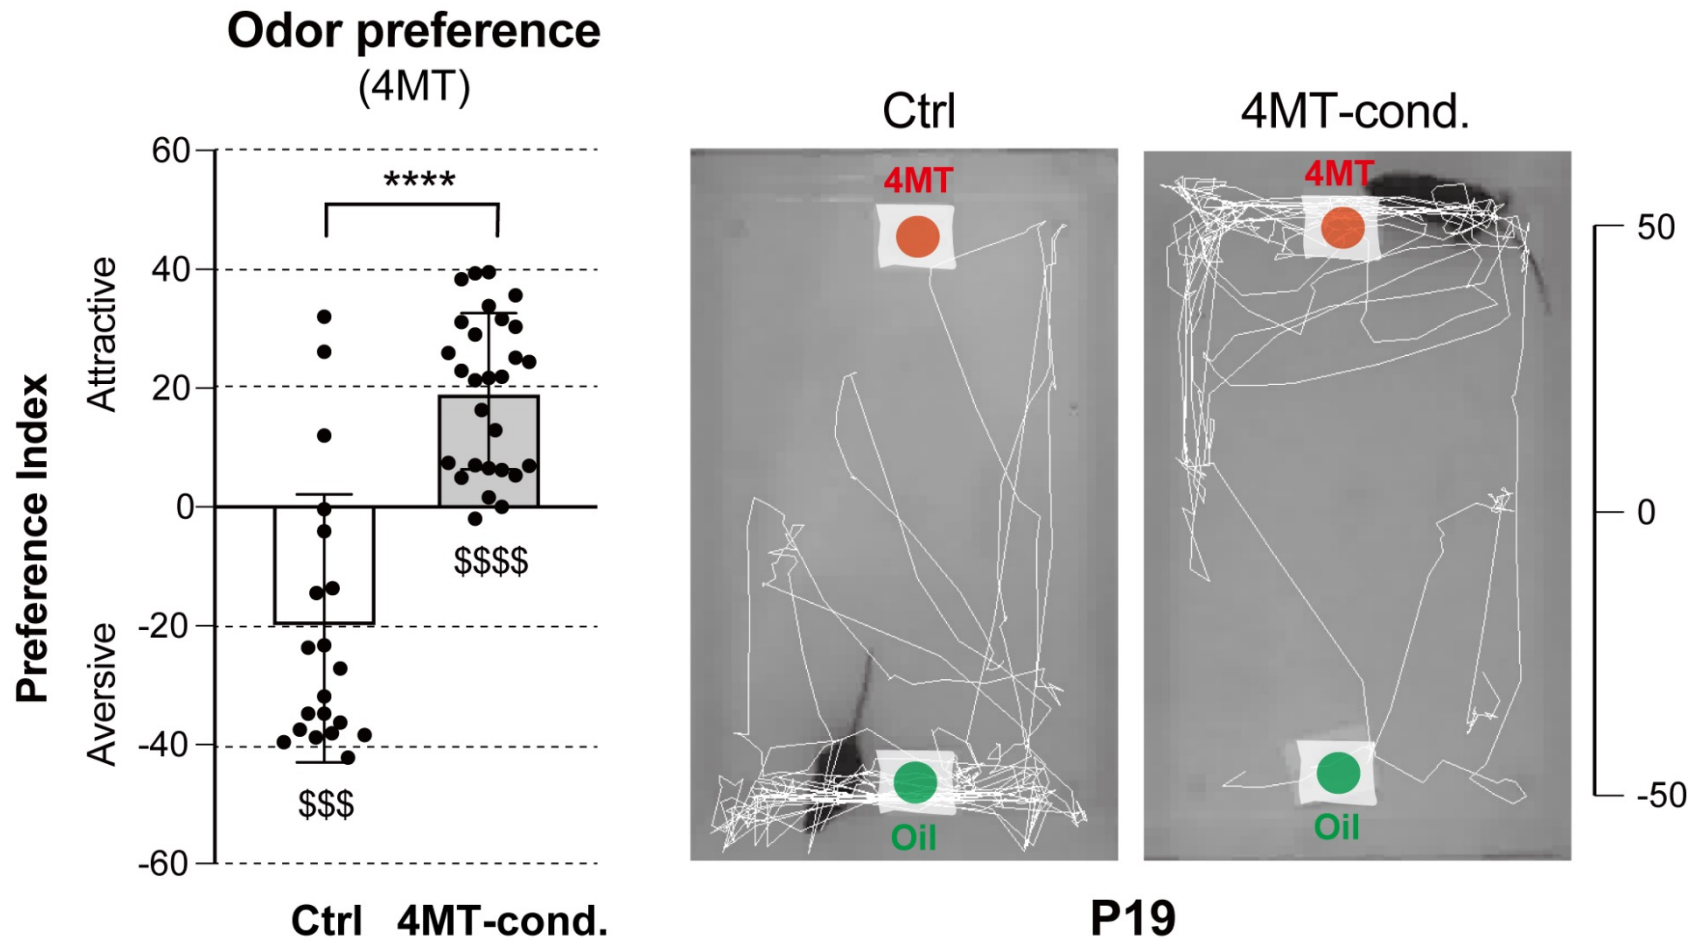 Odor preference
(4MT)
Preference Index
Attractive
Aversive
60
40
20
0
-20
-40
-60
****
$$$
$$$$
Ctrl
4MT-cond.
Ctrl
4MT
Oil
4MT-cond.
4MT
Oil
50
0
-50
P19